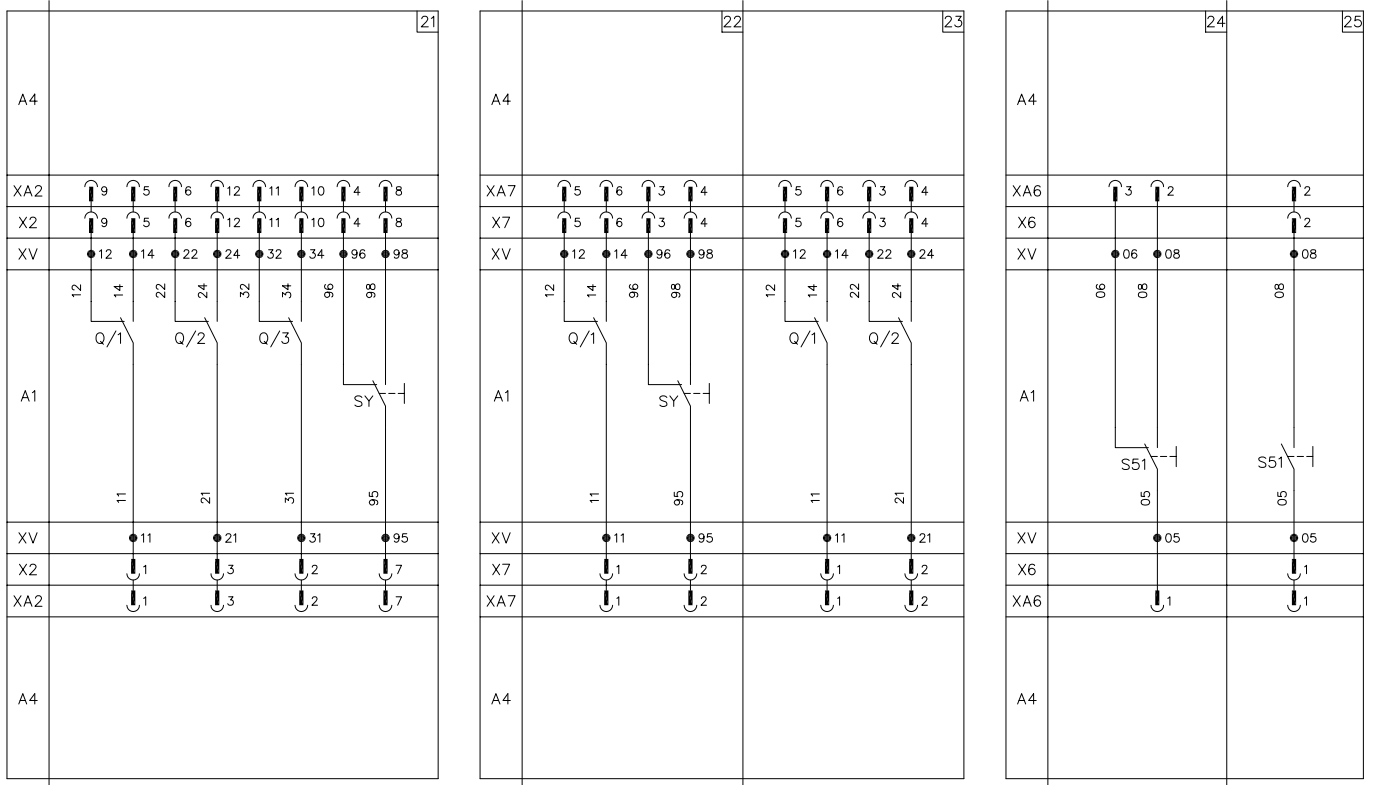 21 22 23 24 25
A4 A4 A4
XA2 9 5 6 12 11 10 4 8 XA7 5 6 3 4 5 6 3 4 XA6 3 2 2
X2 9 5 6 12 11 10 4 8 X7 5 6 3 4 5 6 3 4 X6 2
XV 12 14 22 24 32 34 96 98 XV 12 14 96 98 12 14 22 24 XV 06 08 08
12 14 22 24 32 34 96 98 12 14 96 98 12 14 22 24 06 08 08
Q/1 Q/2 Q/3 Q/1 Q/1 Q/2
A1 SY A1 SY A1
S51 S51
11 21 31 95 11 95 11 21 05 05
XV 11 21 31 95 XV 11 95 11 21 XV 05 05
X2 1 3 2 7 X7 1 2 1 2 X6 1
XA2 1 3 2 7 XA7 1 2 1 2 XA6 1 1
A4 A4 A4